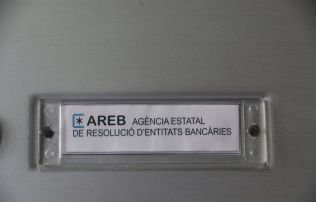 AREB AGÈNCIA ESTATAL
DE RESOLUCIÓ D'ENTITATS BANCÀRIES